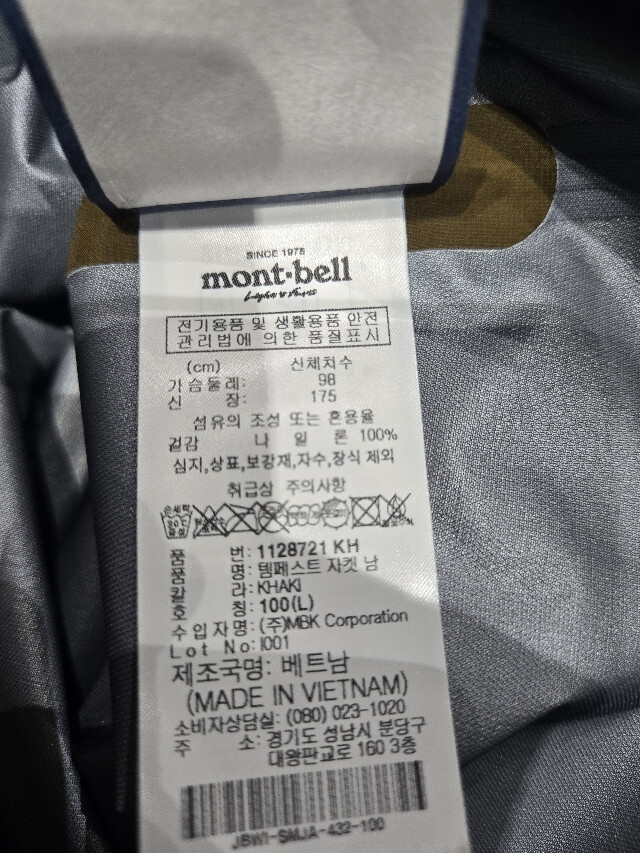 SINCE 1975
mont·bell
전기용품 및 생활용품 안전
관리법에 의한 품질표시
(cm) 신체치수
가슴둘레: 98
신 장: 175
섬유의 조성 또는 혼용율
겉감 나 일 론 100%
심지,상표,보강재,자수,장식 제외
취급상 주의사항
품 번: 1128721 KH
품 명: 템페스트 자켓 남
칼 라: KHAKI
호 칭: 100(L)
수 입 자 명: (주)MBK Corporation
Lot No: I001
제조국명: 베트남
(MADE IN VIETNAM)
소비자상담실: (080) 023-1020
주 소: 경기도 성남시 분당구
대왕판교로 160 3층
JBW1-SMJA-432-100